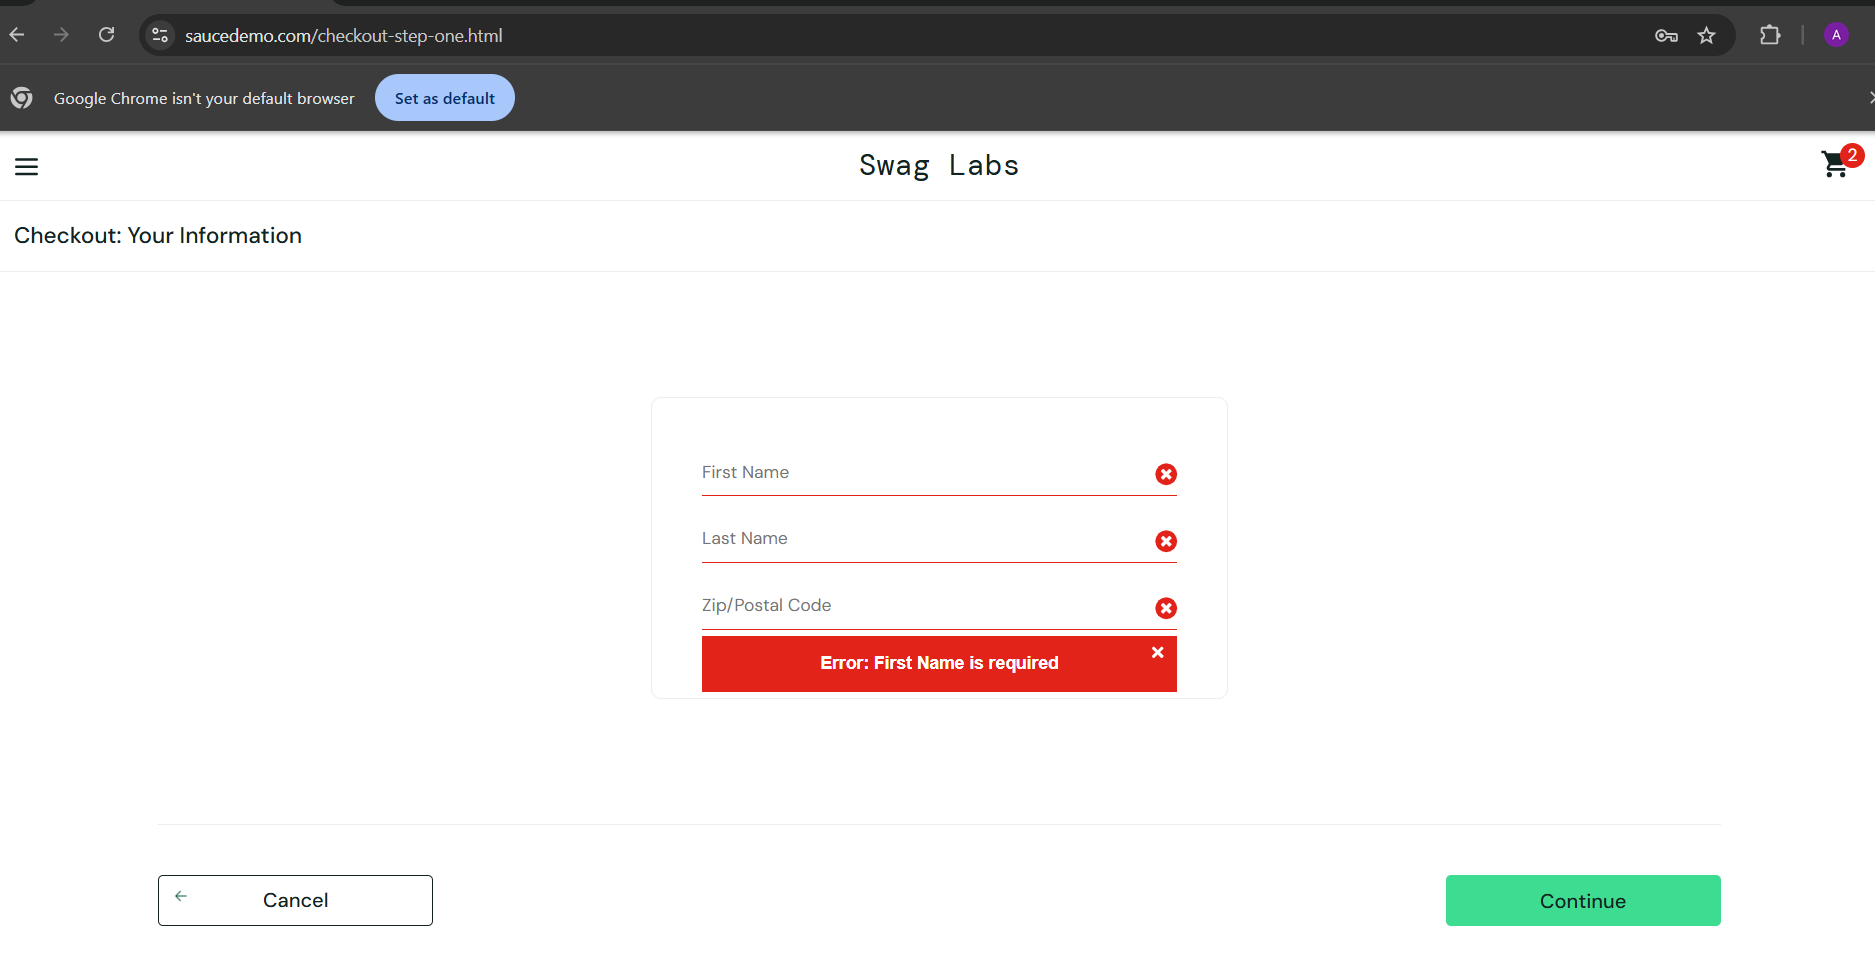 saucedemo.com/checkout-step-one.html
A
Google Chrome isn't your default browser
Set as default
Swag Labs
2
Checkout: Your Information
First Name
Last Name
Zip/Postal Code
Error: First Name is required
Cancel
Continue